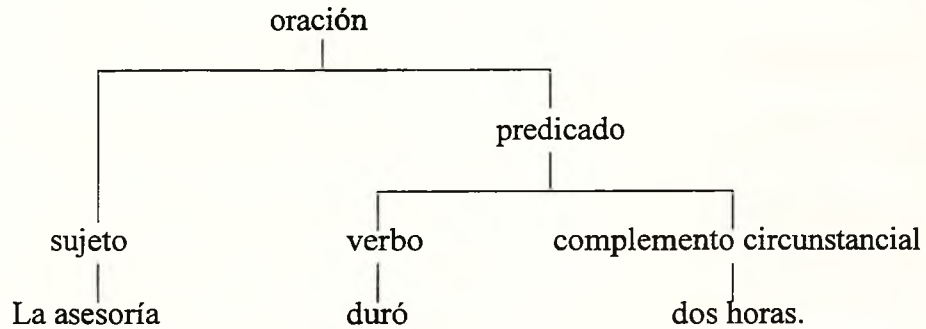 oración
predicado
sujeto verbo complemento circunstancial
La asesoría duró dos horas.